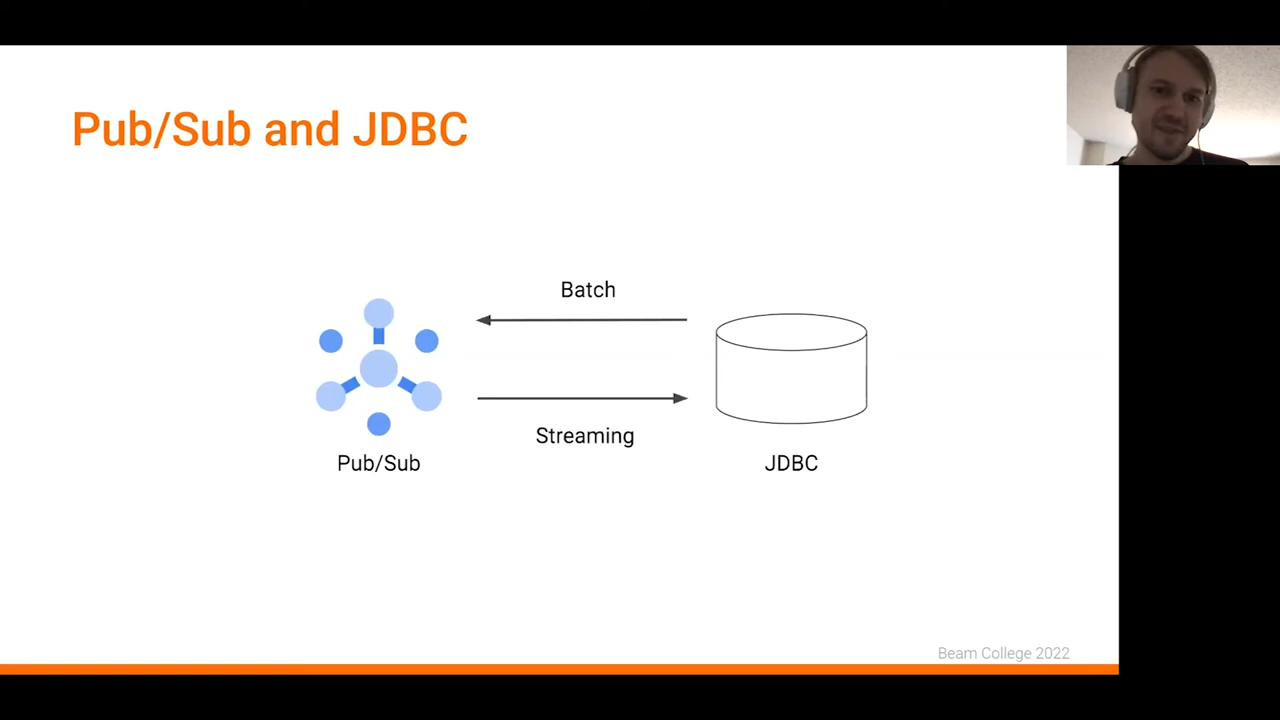 Pub/Sub and JDBC
Batch
Streaming
Pub/Sub
JDBC
Beam College 2022